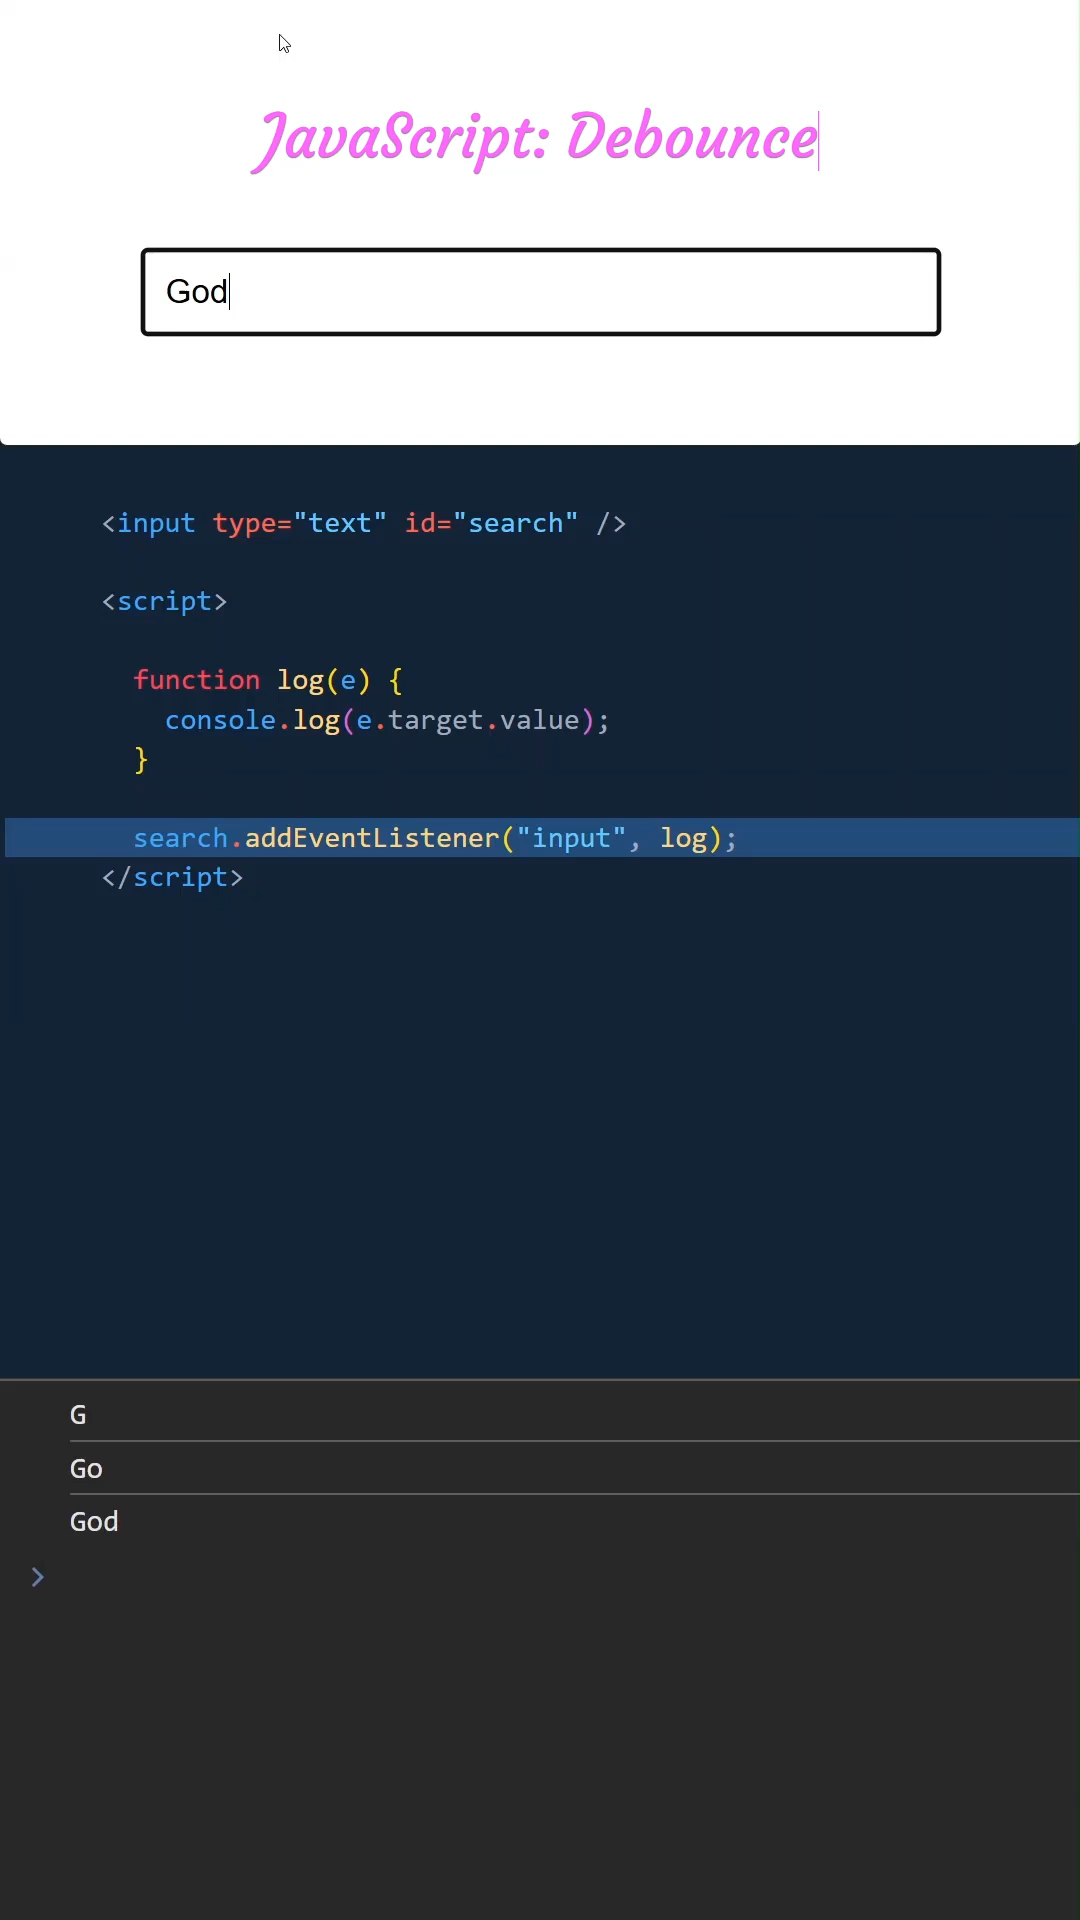 JavaScript: Debounce
God
<input type="text" id="search" />
<script>
function log(e) {
console.log(e.target.value);
}
search.addEventListener("input", log);
</script>
G
Go
God
>